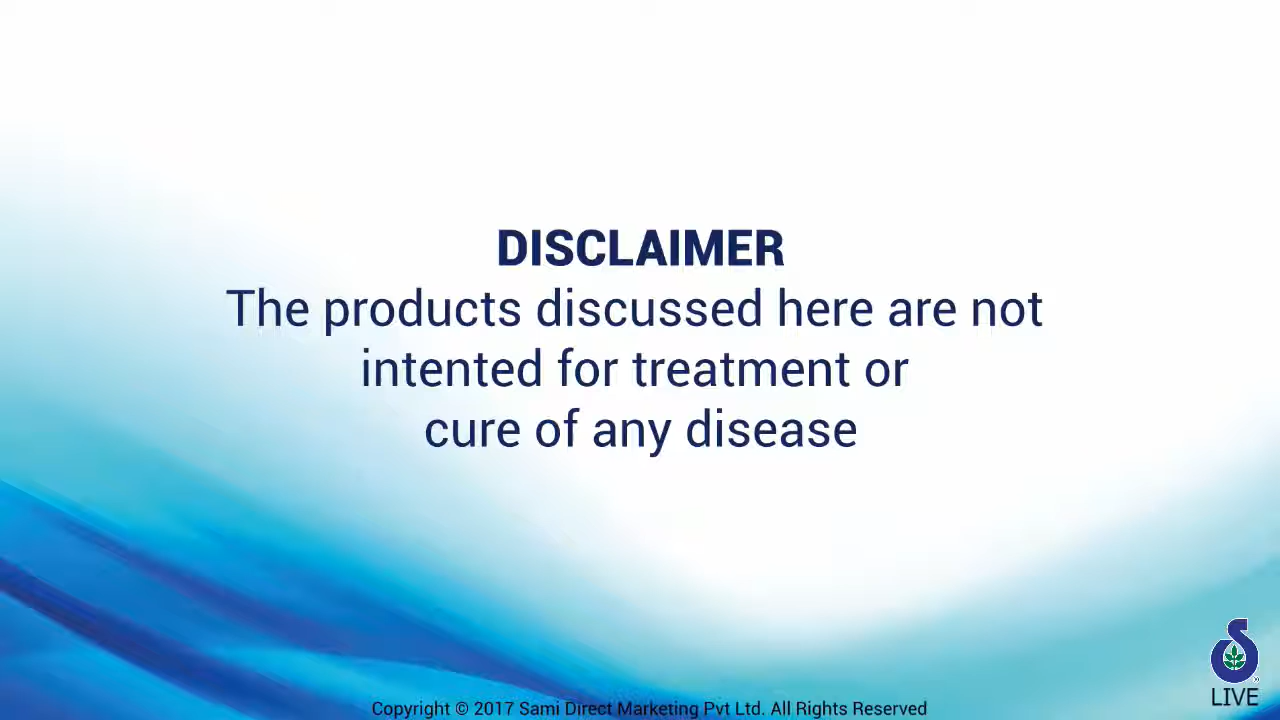 DISCLAIMER
The products discussed here are not
intented for treatment or
cure of any disease
LIVE
Copyright © 2017 Sami Direct Marketing Pvt Ltd. All Rights Reserved